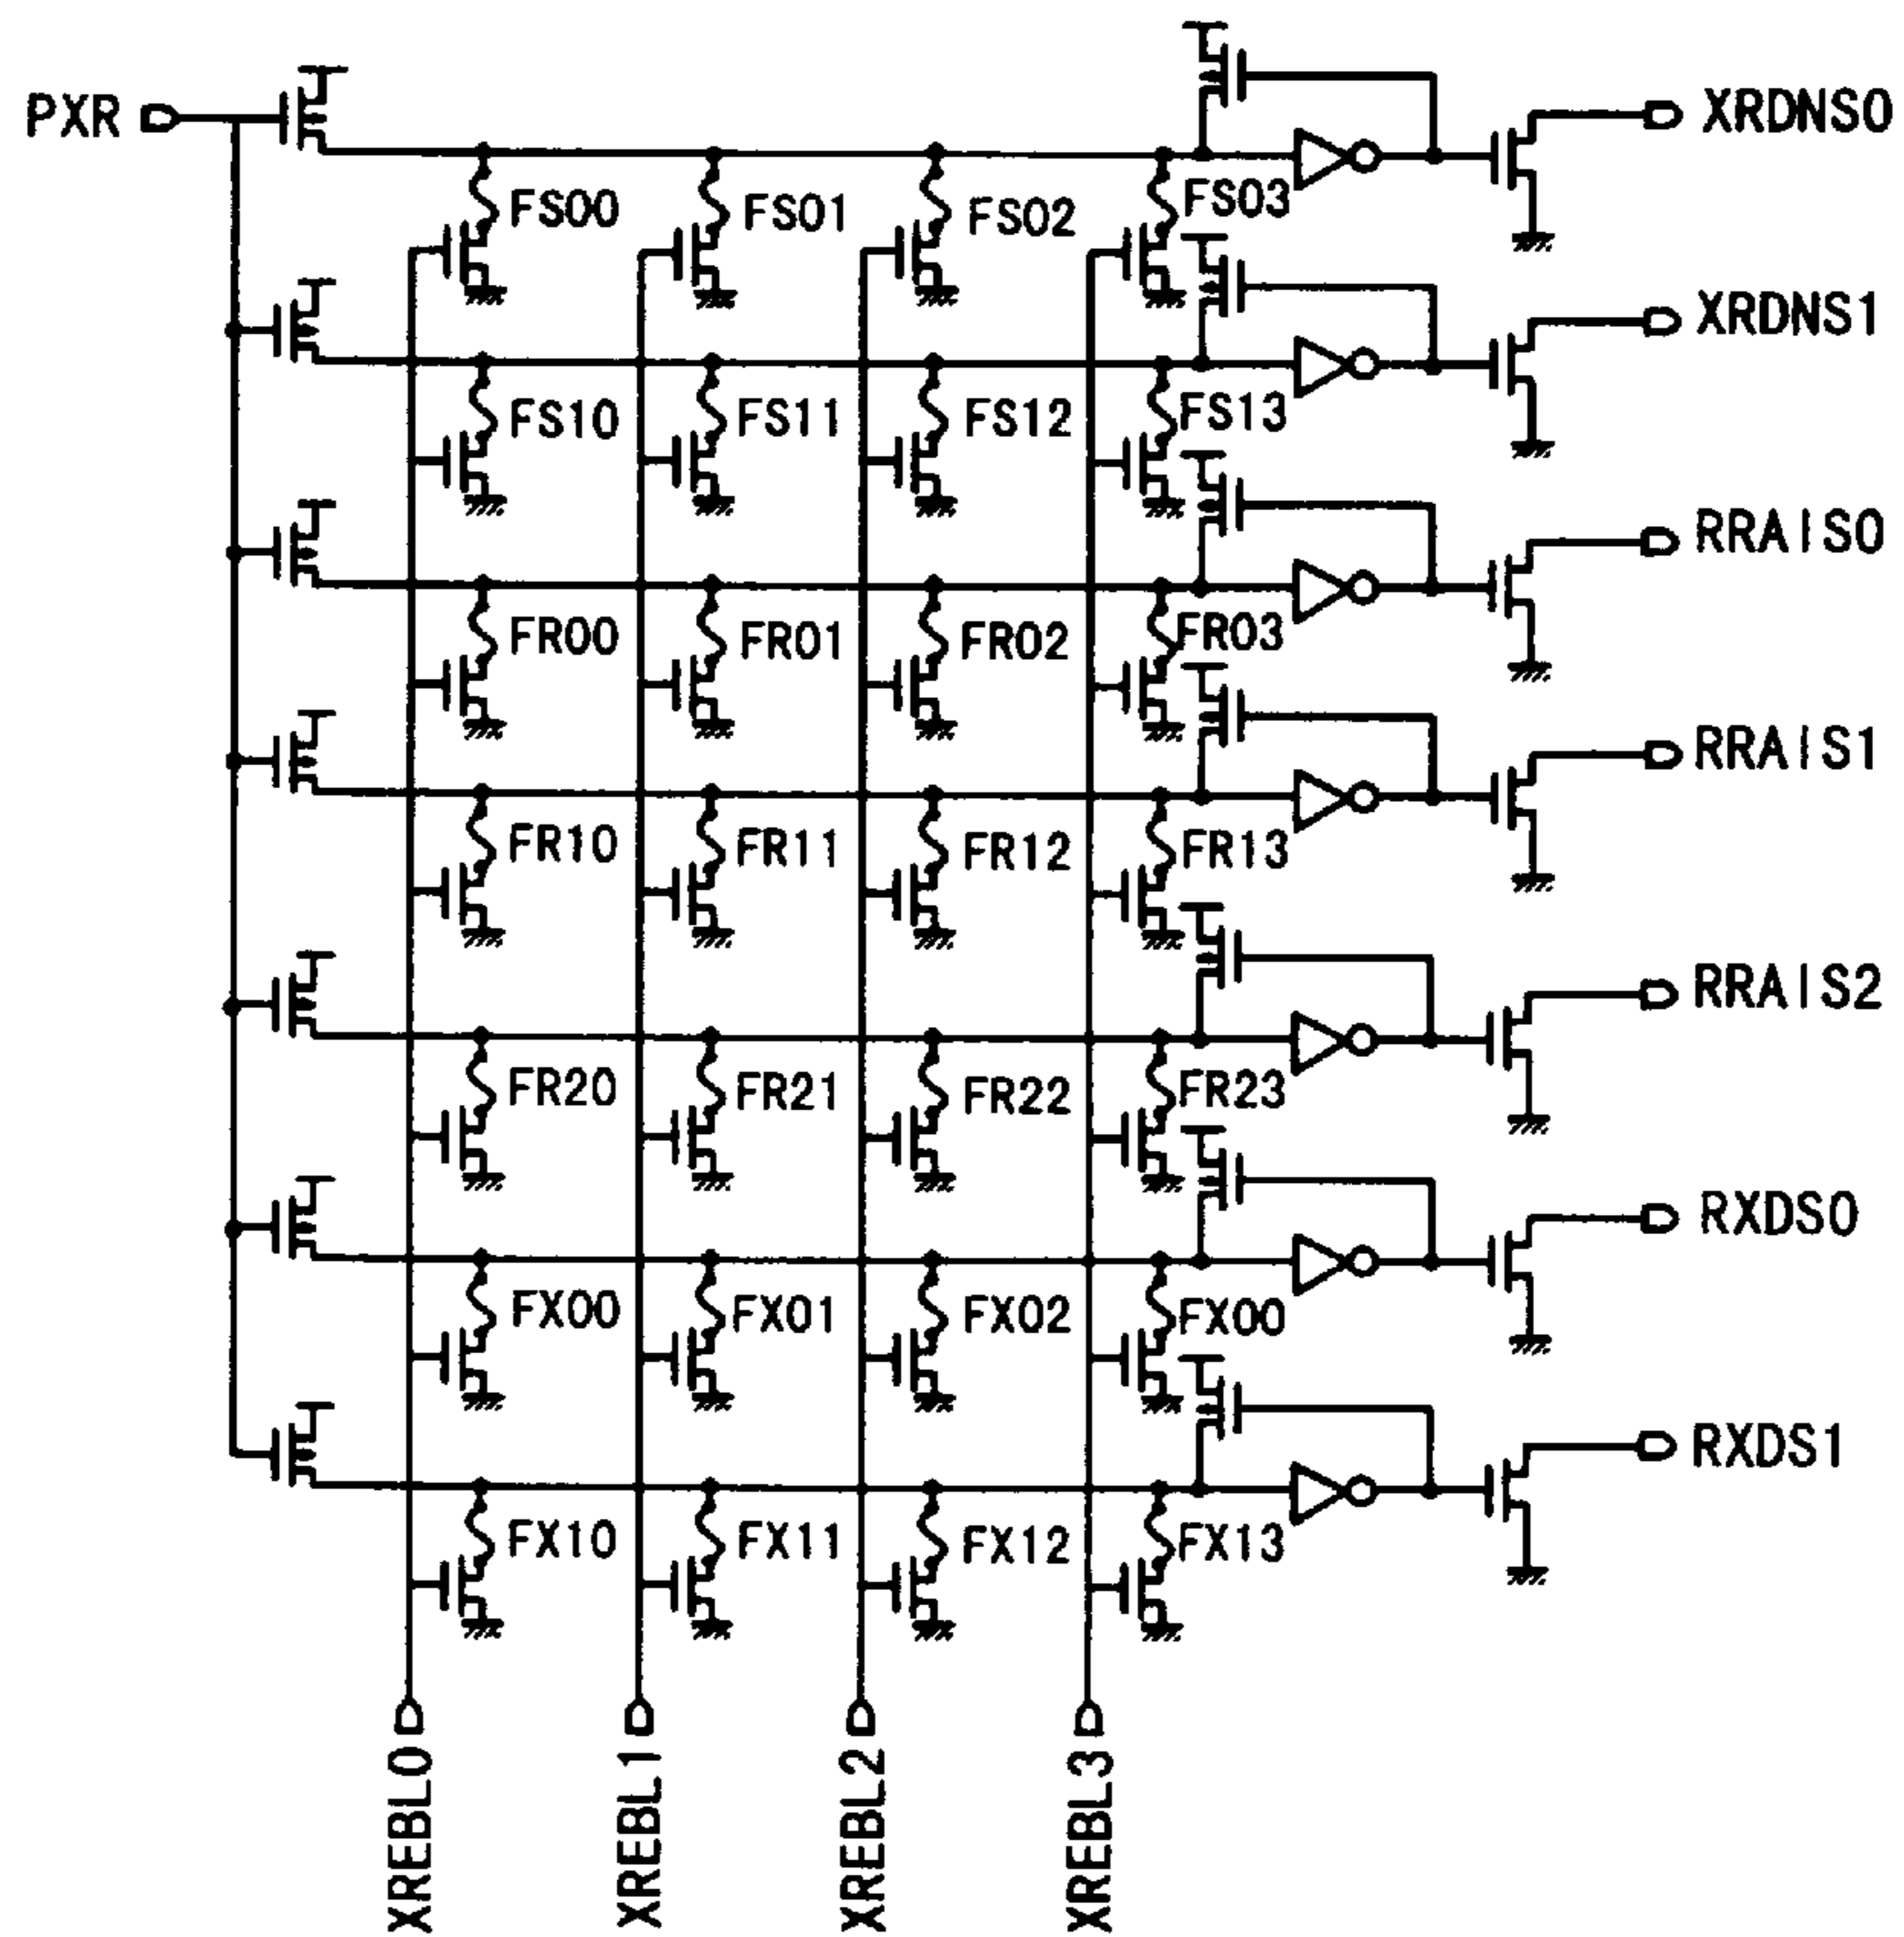 PXR
XRDNS0
FS00
FS01
FS02
FS03
XRDNS1
FS10
FS11
FS12
FS13
RRAIS0
FR00
FR01
FR02
FR03
RRAIS1
FR10
FR11
FR12
FR13
RRAIS2
FR20
FR21
FR22
FR23
RXDS0
FX00
FX01
FX02
FX00
RXDS1
FX10
FX11
FX12
FX13
XREBL0
XREBL1
XREBL2
XREBL3